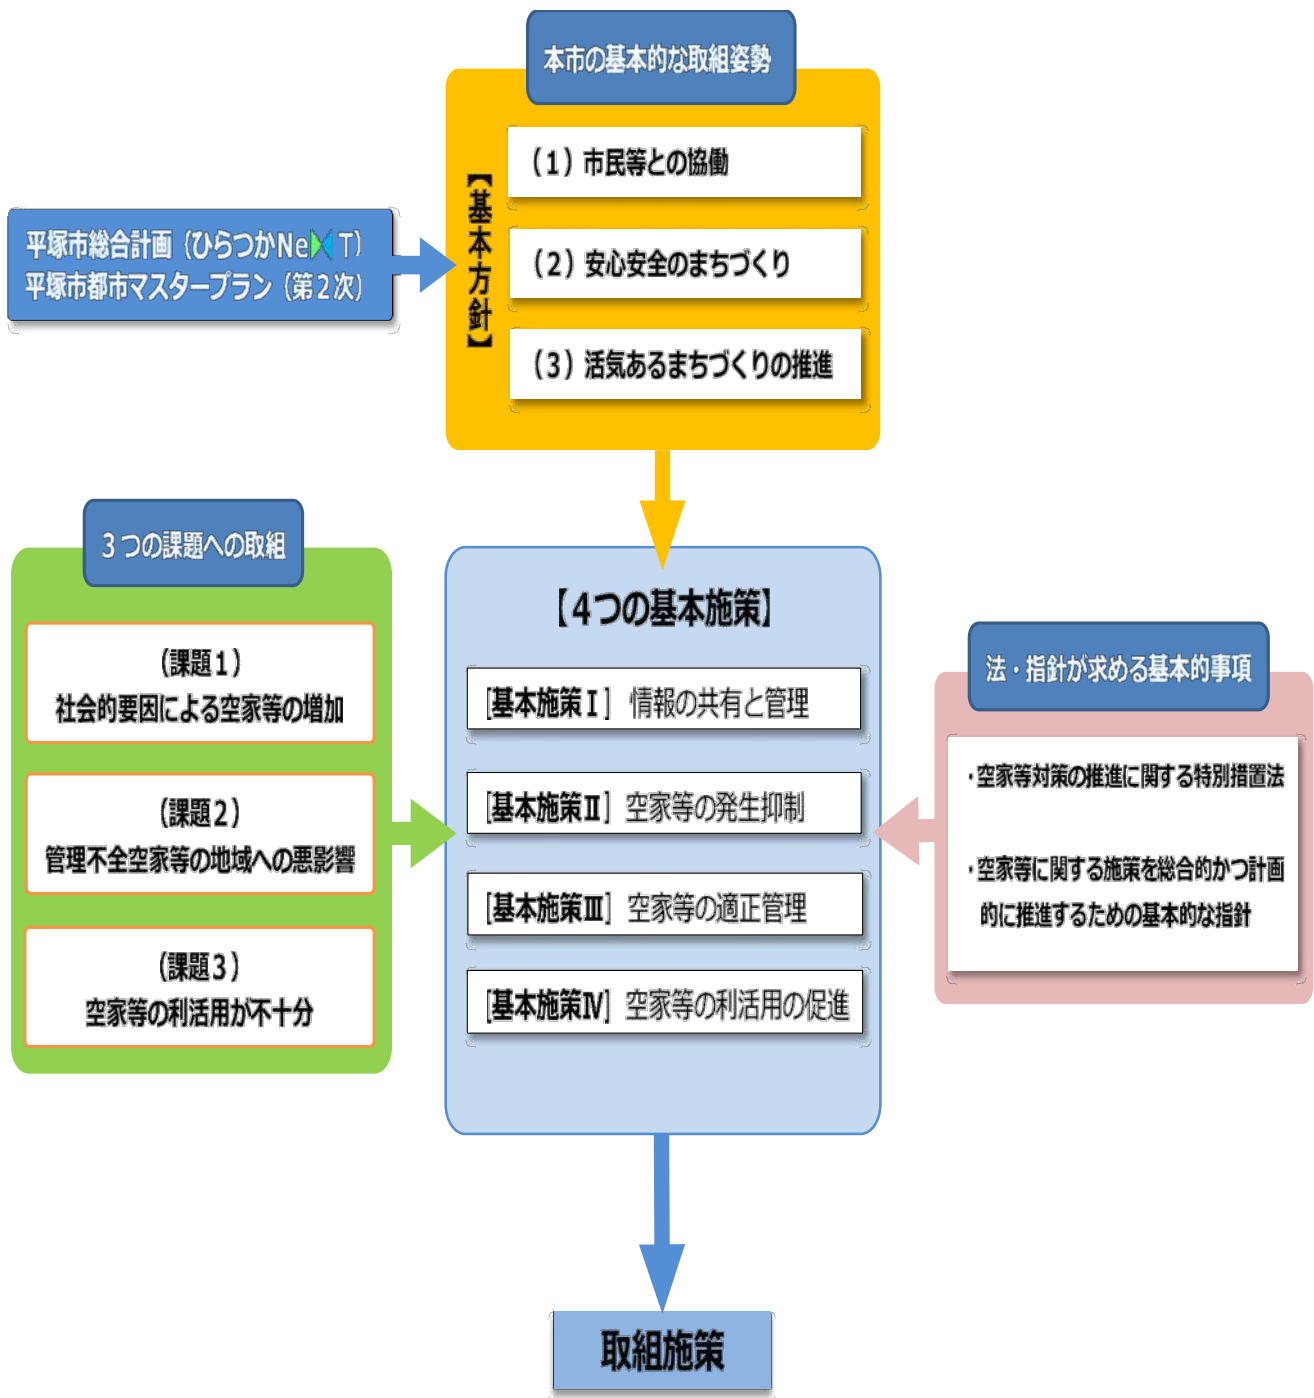 本市の基本的な取組姿勢
【基本方針】
（1）市民等との協働
（2）安心安全のまちづくり
（3）活気あるまちづくりの推進
平塚市総合計画（ひらつかNeXT）
平塚市都市マスタープラン（第2次）
3つの課題への取組
（課題1）
社会的要因による空家等の増加
（課題2）
管理不全空家等の地域への悪影響
（課題3）
空家等の利活用が不十分
【4つの基本施策】
[基本施策Ⅰ] 情報の共有と管理
[基本施策Ⅱ] 空家等の発生抑制
[基本施策Ⅲ] 空家等の適正管理
[基本施策Ⅳ] 空家等の利活用の促進
法・指針が求める基本的事項
・空家等対策の推進に関する特別措置法
・空家等に関する施策を総合的かつ計画
的に推進するための基本的な指針
取組施策